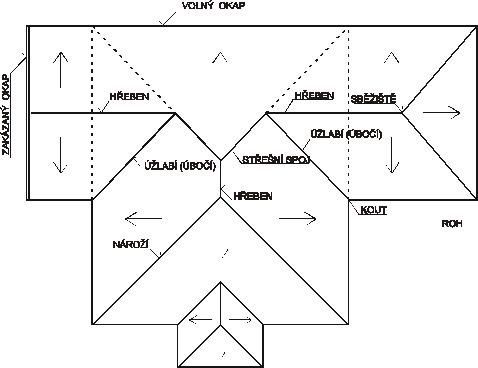 VOLNÝ OKAP
ZAKÁZANÝ OKAP
HŘEBEN
HŘEBEN
SBĚŽIŠTĚ
ÚŽLABÍ (ÚBOČÍ)
ÚŽLABÍ (ÚBOČÍ)
STŘEŠNÍ SPOJ
HŘEBEN
KOUT
ROH
NÁROŽÍ